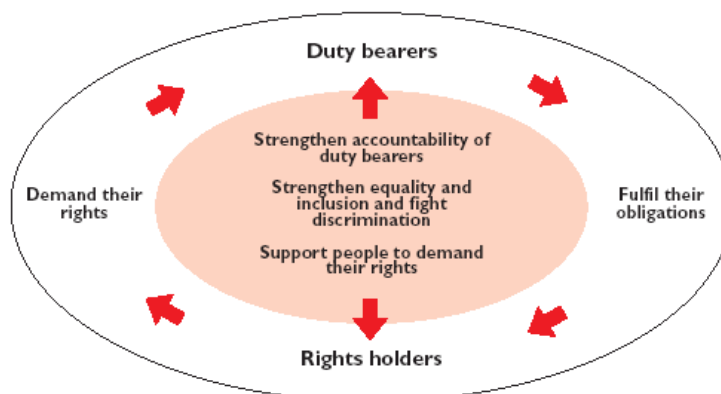 Duty bearers
Strengthen accountability of
duty bearers
Demand their
rights
Strengthen equality and
inclusion and fight
discrimination
Fulfil their
obligations
Support people to demand
their rights
Rights holders